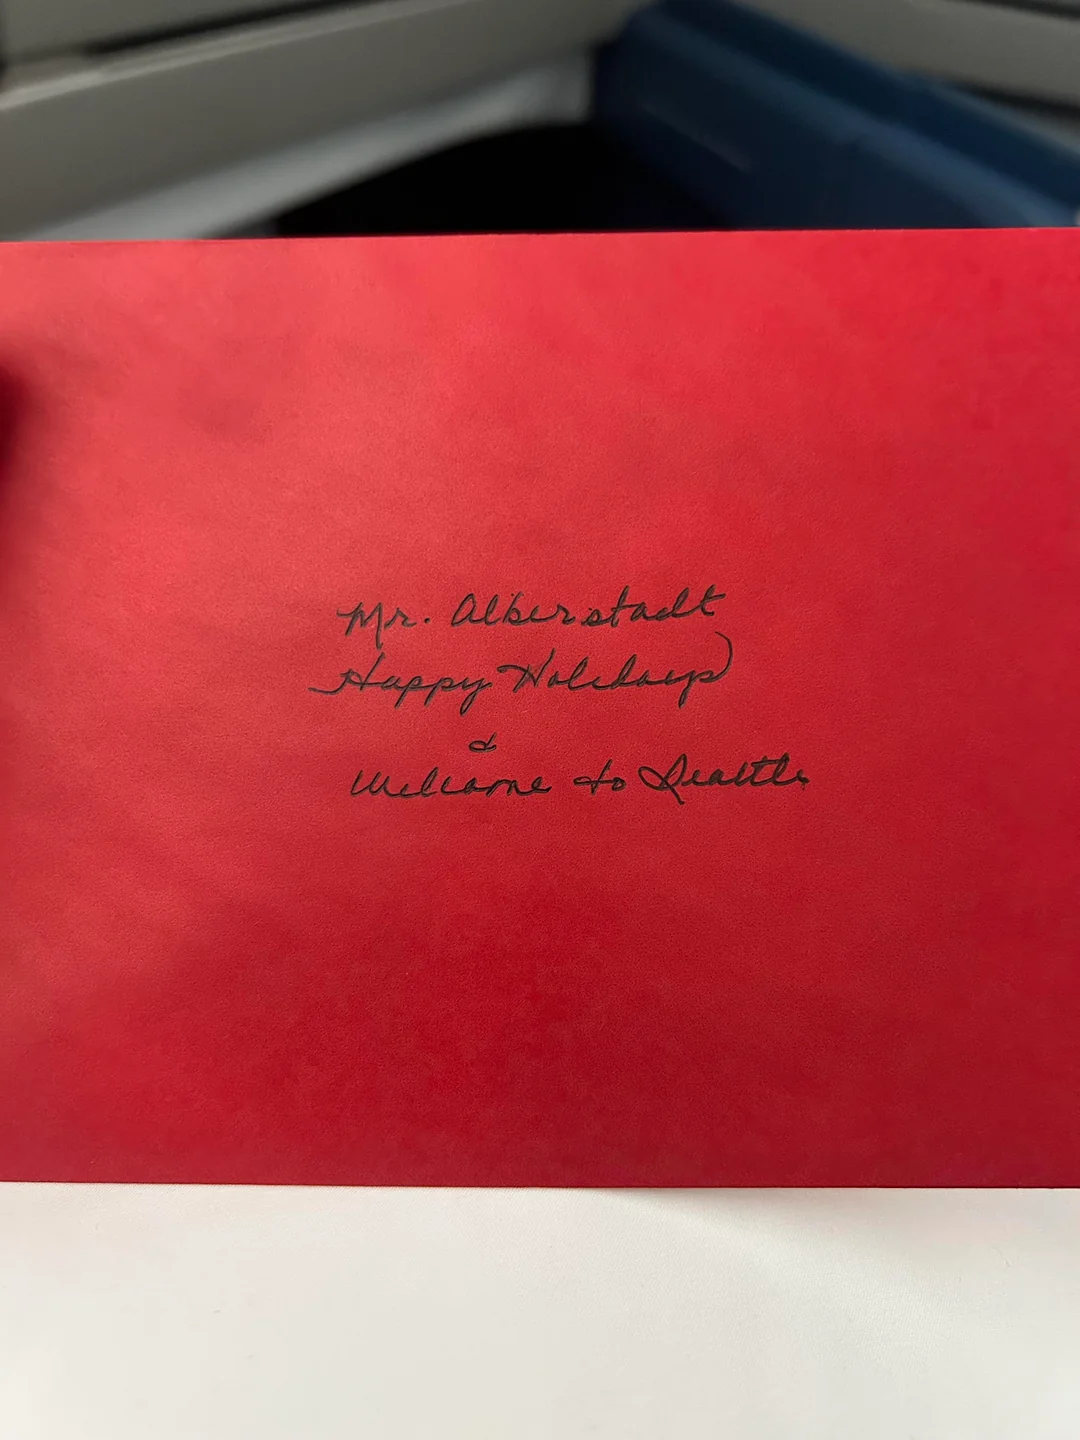 Mr. Alberstadt
Happy Holidays
&
Welcome to Seattle